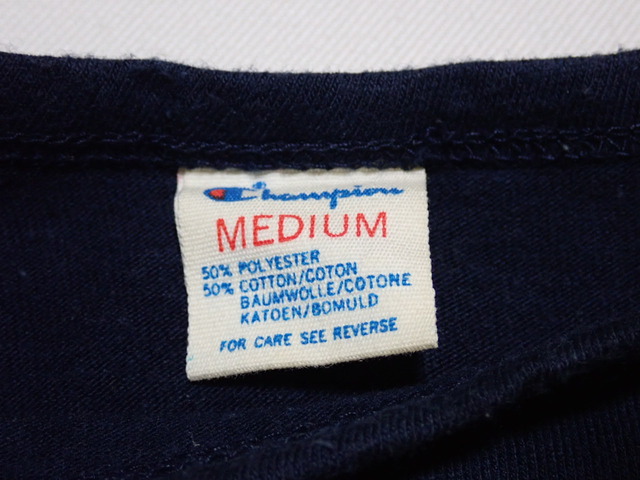 Champion
MEDIUM
50% POLYESTER
50% COTTON/COTON
BAUMWOLLE/COTONE
KATOEN/BOMULD
FOR CARE SEE REVERSE